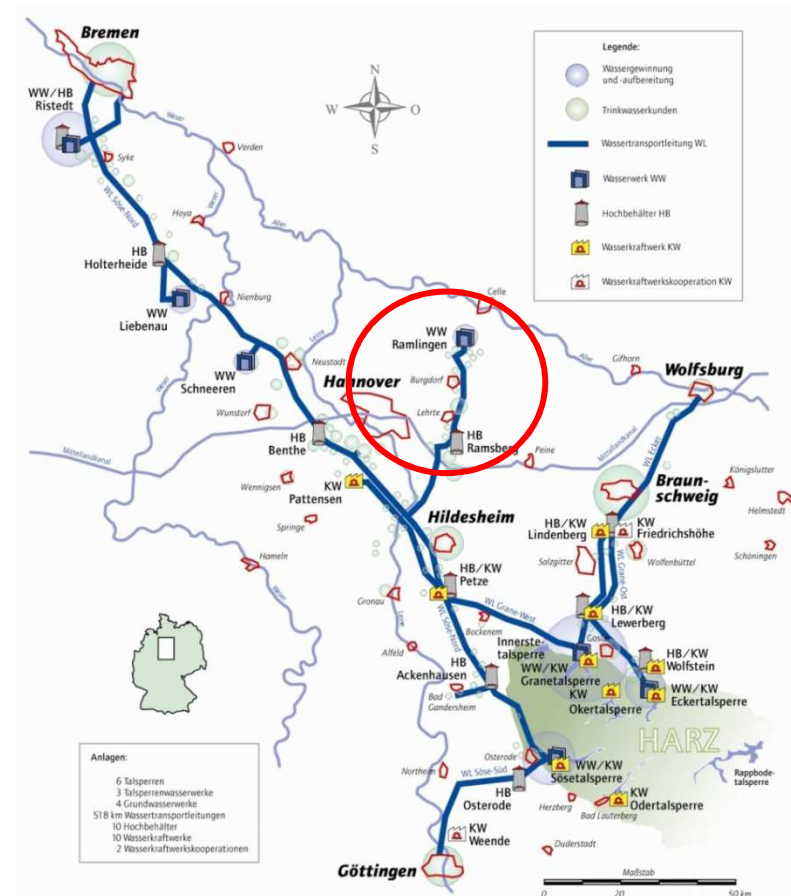 Bremen
WW/HB
Ristedt
Syke
Weser
Verden
Weser
Aller
Hoya
WL Söse-Nord
HB
Holterheide
WW
Liebenau
Nienburg
WW
Schneeren
Neustadt
Leine
Wunstorf
Hannover
Mittellandkanal
HB
Benthe
KW
Pattensen
Wennigsen
Springe
Hameln
Weser
N
W
O
S
Legende:
Wassergewinnung
und -aufbereitung
Trinkwasserkunden
Wassertransportleitung WL
Wasserwerk WW
Hochbehälter HB
Wasserkraftwerk KW
Wasserkraftwerkskooperation KW
Celle
WW
Ramlingen
Burgdorf
Lehrte
HB
Ramsberg
Aller
Gifhorn
Wolfsburg
Peine
Mittellandkanal
WL Ecker
Braun-
schweig
Königslutter
Helmstedt
Schöningen
Hildesheim
HB/KW
Lindenberg
KW
Friedrichshöhe
Salzgitter
Wolfenbüttel
WL Grane-Ost
HB/KW
Petze
Gronau
Leine
WL Grane-West
WL Söse-Nord
Bockenem
Alfeld
HB/KW
Lewerberg
Goslar
Innerste-
talsperre
WW/KW
Granetalsperre
HB/KW
Wolfstein
KW
Okertalsperre
WW/KW
Eckertalsperre
HB
Ackenhausen
Bad
Gandersheim
HARZ
Osterode
WW/KW
Sösetalsperre
Rappbode-
talsperre
Northeim
WL Söse-Süd
HB
Osterode
Herzberg
KW
Odertalsperre
Bad Lauterberg
KW
Weende
Duderstadt
Göttingen
Anlagen:
6 Talsperren
3 Talsperrenwasserwerke
4 Grundwasserwerke
518 km Wassertransportleitungen
10 Hochbehälter
10 Wasserkraftwerke
2 Wasserkraftwerkskooperationen
Maßstab
0 20 50 km